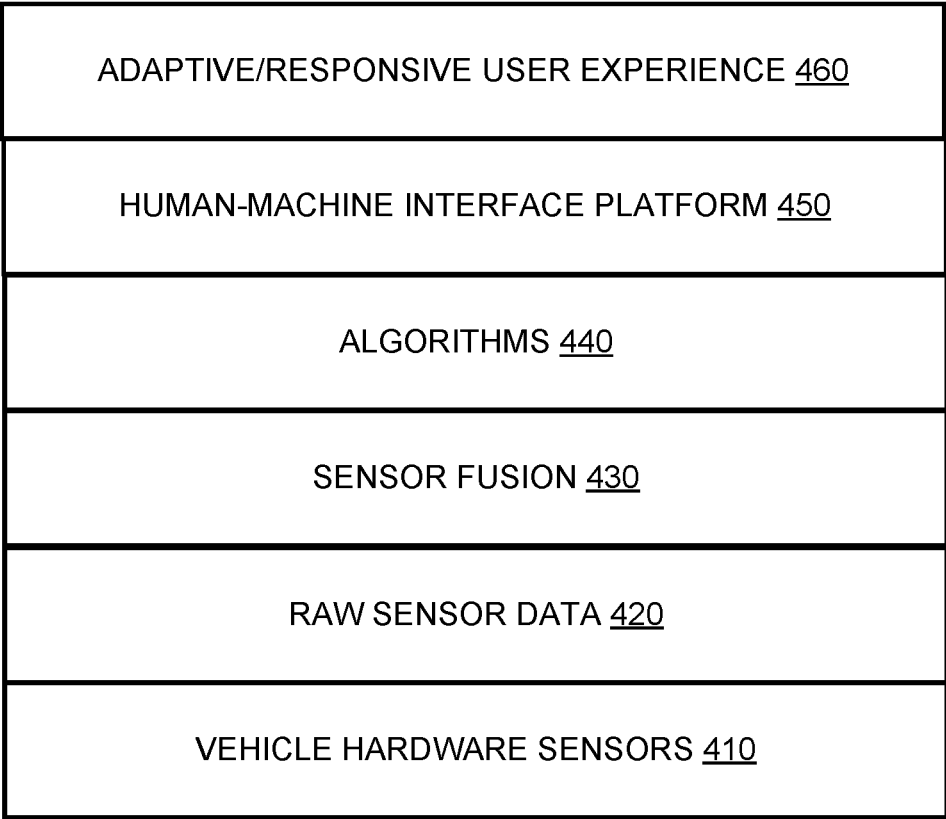 ADAPTIVE/RESPONSIVE USER EXPERIENCE 460
HUMAN-MACHINE INTERFACE PLATFORM 450
ALGORITHMS 440
SENSOR FUSION 430
RAW SENSOR DATA 420
VEHICLE HARDWARE SENSORS 410